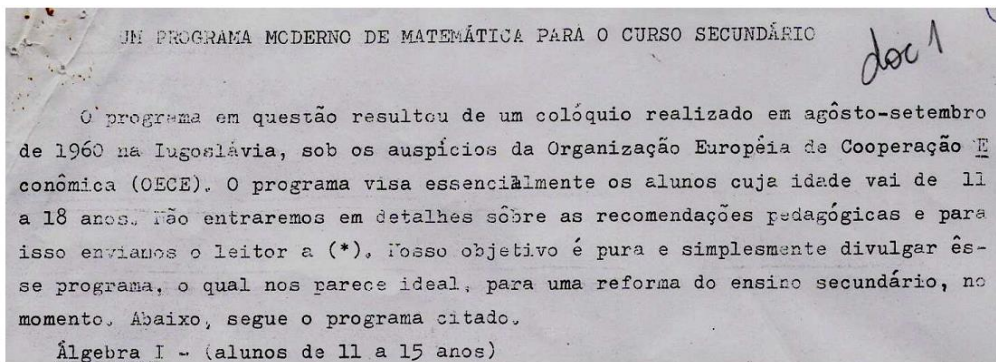 UM PROGRAMA MODERNO DE MATEMÁTICA PARA O CURSO SECUNDÁRIO
doc 1
O programa em questão resultou de um colóquio realizado em agôsto-setembro
de 1960 na Iugoslávia, sob os auspícios da Organização Européia de Cooperação E
conômica (OECE). O programa visa essencialmente os alunos cuja idade vai de 11
a 18 anos. Não entraremos em detalhes sôbre as recomendações pedagógicas e para
isso enviamos o leitor a (*). Nosso objetivo é pura e simplesmente divulgar ês-
se programa, o qual nos parece ideal, para uma reforma do ensino secundário, no
momento. Abaixo, segue o programa citado.
Álgebra I - (alunos de 11 a 15 anos)